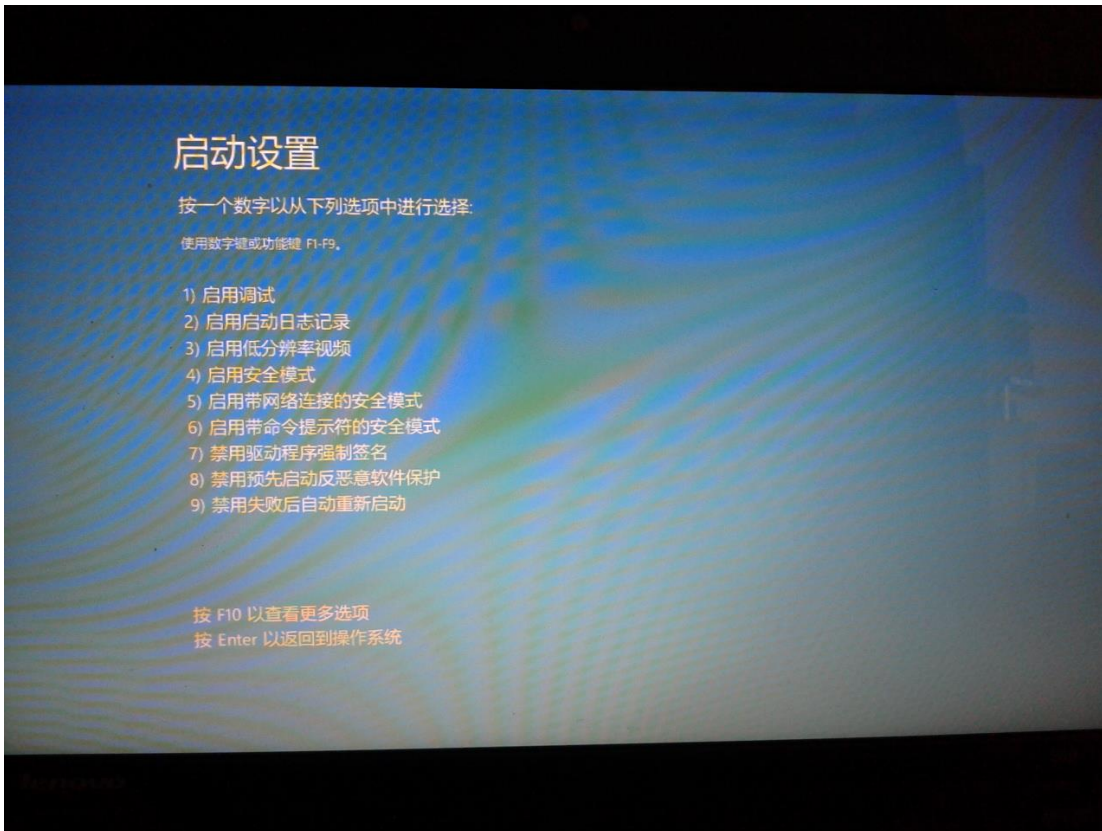 启动设置
按一个数字以从下列选项中进行选择:
使用数字键或功能键 F1-F9。
1) 启用调试
2) 启用启动日志记录
3) 启用低分辨率视频
4) 启用安全模式
5) 启用带网络连接的安全模式
6) 启用带命令提示符的安全模式
7) 禁用驱动程序强制签名
8) 禁用预先启动反恶意软件保护
9) 禁用失败后自动重新启动
按 F10 以查看更多选项
按 Enter 以返回到操作系统
lenovo